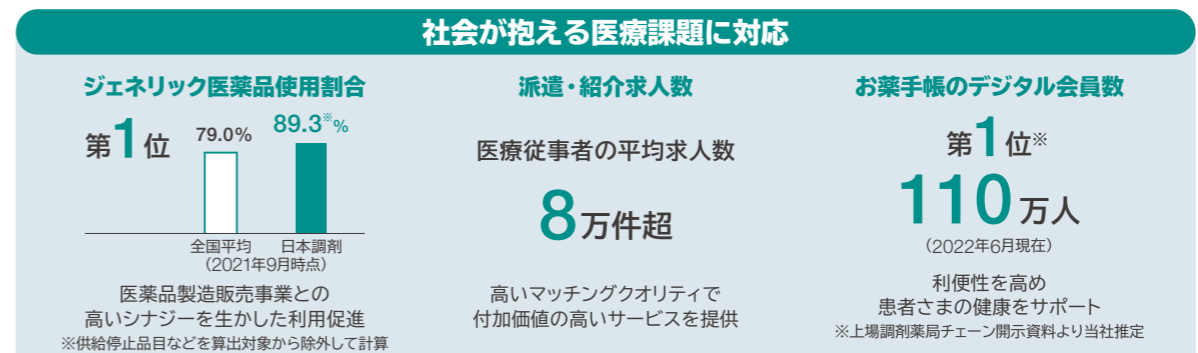 社会が抱える医療課題に対応
ジェネリック医薬品使用割合
第1位
79.0%
89.3※%
全国平均
日本調剤
（2021年9月時点）
医薬品製造販売事業との
高いシナジーを生かした利用促進
※供給停止品目などを算出対象から除外して計算
派遣・紹介求人数
医療従事者の平均求人数
8万件超
高いマッチングクオリティで
付加価値の高いサービスを提供
お薬手帳のデジタル会員数
第1位※
110万人
（2022年6月現在）
利便性を高め
患者さまの健康をサポート
※上場調剤薬局チェーン開示資料より当社推定